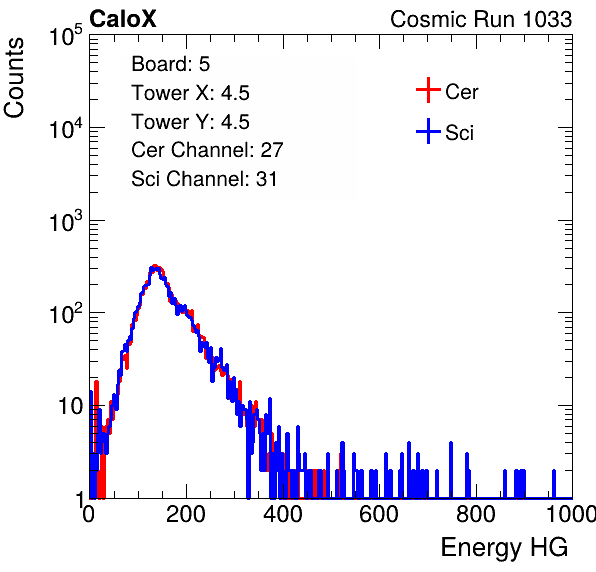 CaloX Cosmic Run 1033
Counts
Board: 5
Tower X: 4.5
Tower Y: 4.5
Cer Channel: 27
Sci Channel: 31
Cer
Sci
10^5
10^4
10^3
10^2
10
1
0 200 400 600 800 1000
Energy HG